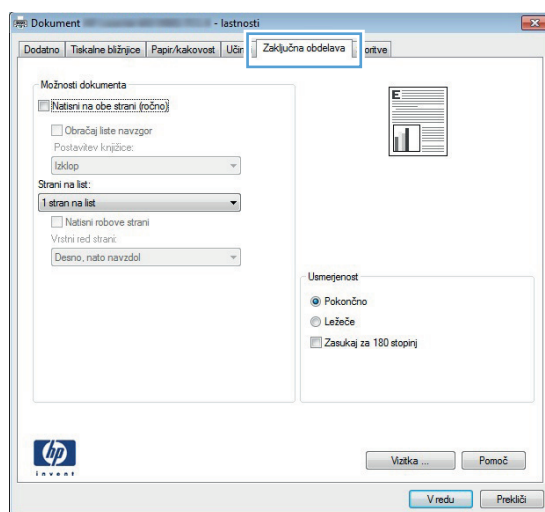 Dokument - lastnosti
Dodatno Tiskalne bližnjice Papir/kakovost Učin Zaključna obdelava oritve
Možnosti dokumenta
Natisni na obe strani (ročno)
Obračaj liste navzgor
Postavitev knjižice:
Izklop
Strani na list:
1 stran na list
Natisni robove strani
Vrstni red strani:
Desno, nato navzdol
E
Usmerjenost
Pokončno
Ležeče
Zasukaj za 180 stopinj
hp
invent
Vizitka ... Pomoč
V redu Prekliči